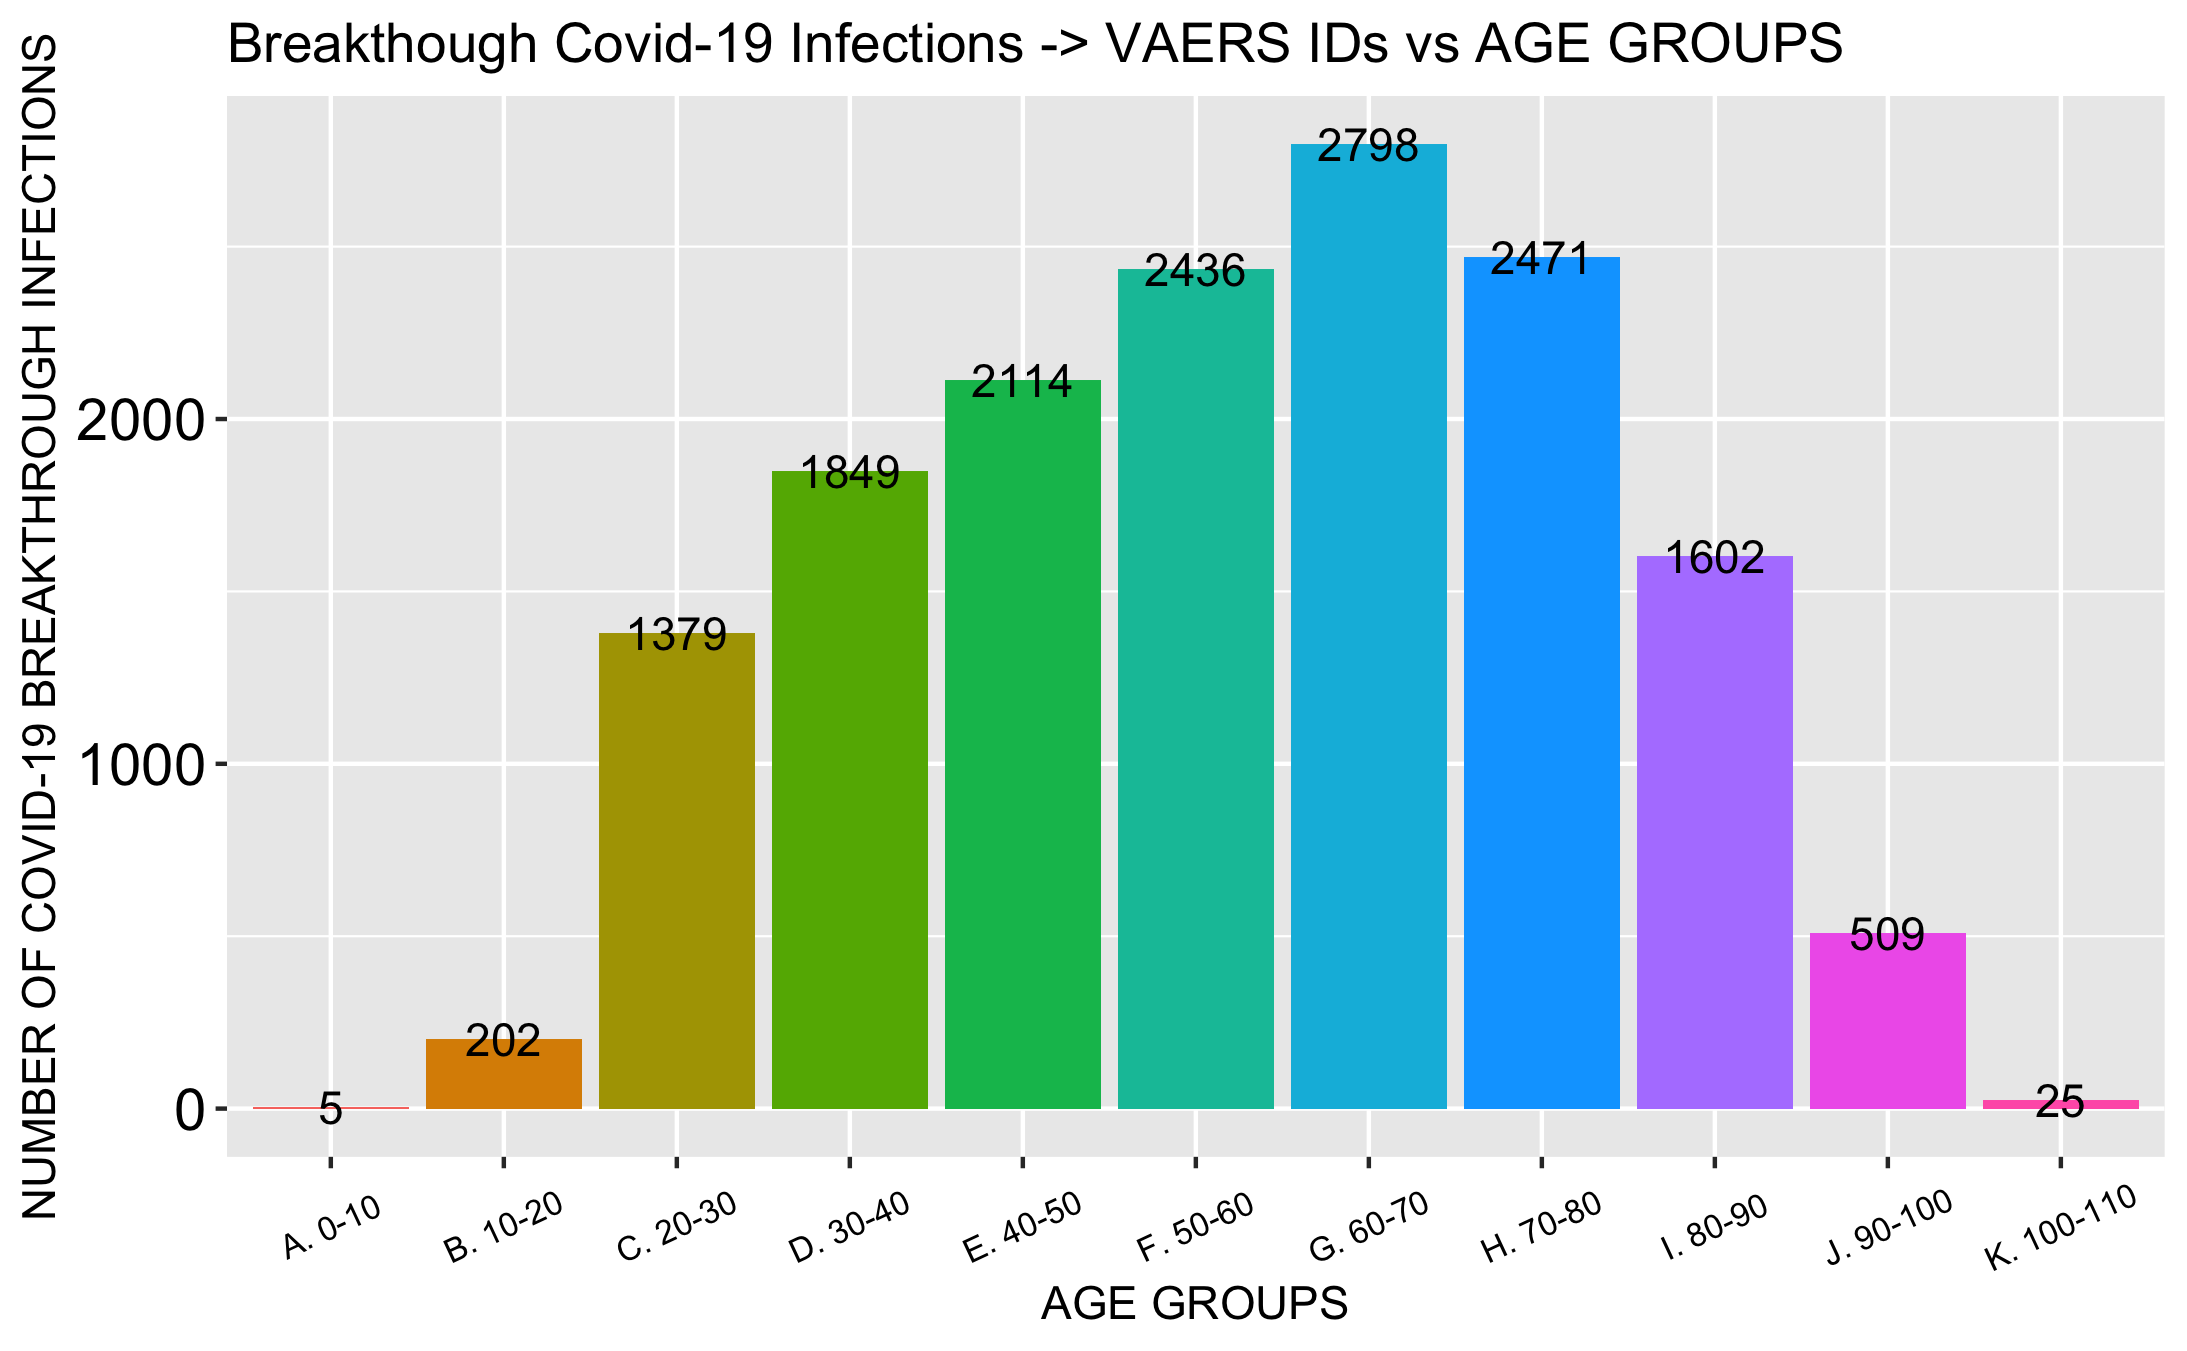 Breakthough Covid-19 Infections -> VAERS IDs vs AGE GROUPS
NUMBER OF COVID-19 BREAKTHROUGH INFECTIONS
2000
1000
0
5
202
1379
1849
2114
2436
2798
2471
1602
509
25
A. 0-10
B. 10-20
C. 20-30
D. 30-40
E. 40-50
F. 50-60
G. 60-70
H. 70-80
I. 80-90
J. 90-100
K. 100-110
AGE GROUPS